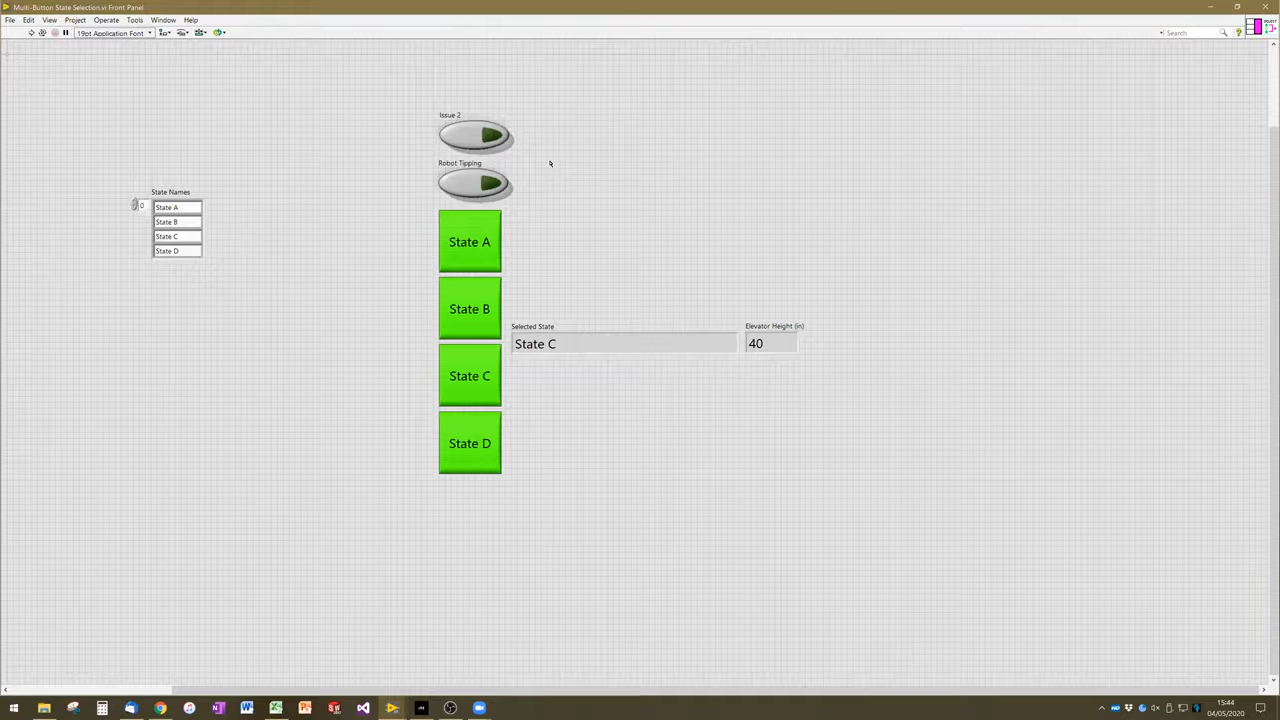 Multi-Button State Selection.vi Front Panel
File Edit View Project Operate Tools Window Help
19pt Application Font
Search
SELECT
Issue 2
Robot Tipping
State Names
0
State A
State B
State C
State D
State A
State B
State C
State D
Selected State
State C
Elevator Height (in)
40
15:44
04/05/2020